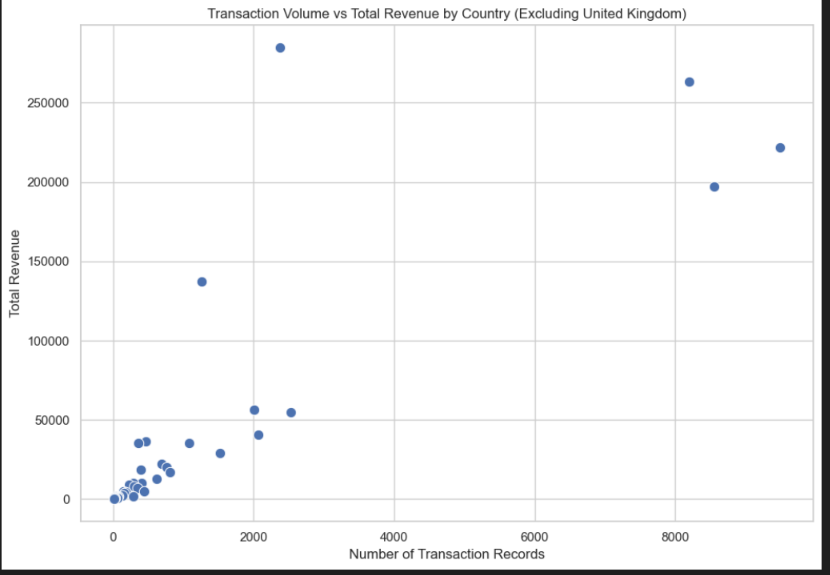 Transaction Volume vs Total Revenue by Country (Excluding United Kingdom)
Total Revenue
250000
200000
150000
100000
50000
0
0 2000 4000 6000 8000
Number of Transaction Records